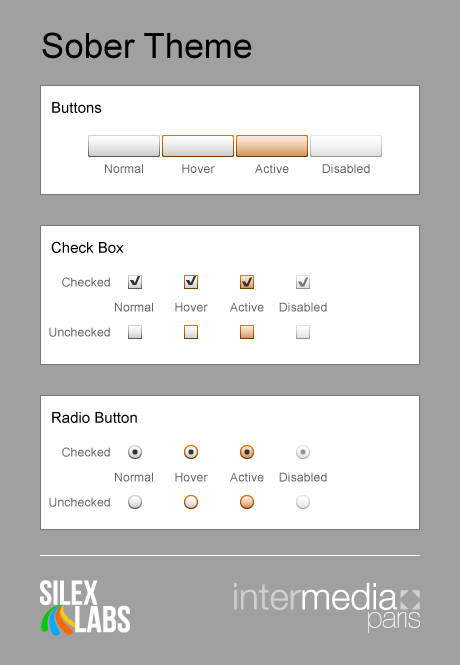 Sober Theme
Buttons
Normal Hover Active Disabled
Check Box
Checked
Normal Hover Active Disabled
Unchecked
Radio Button
Checked
Normal Hover Active Disabled
Unchecked
SILEX
LABS
intermedia
paris